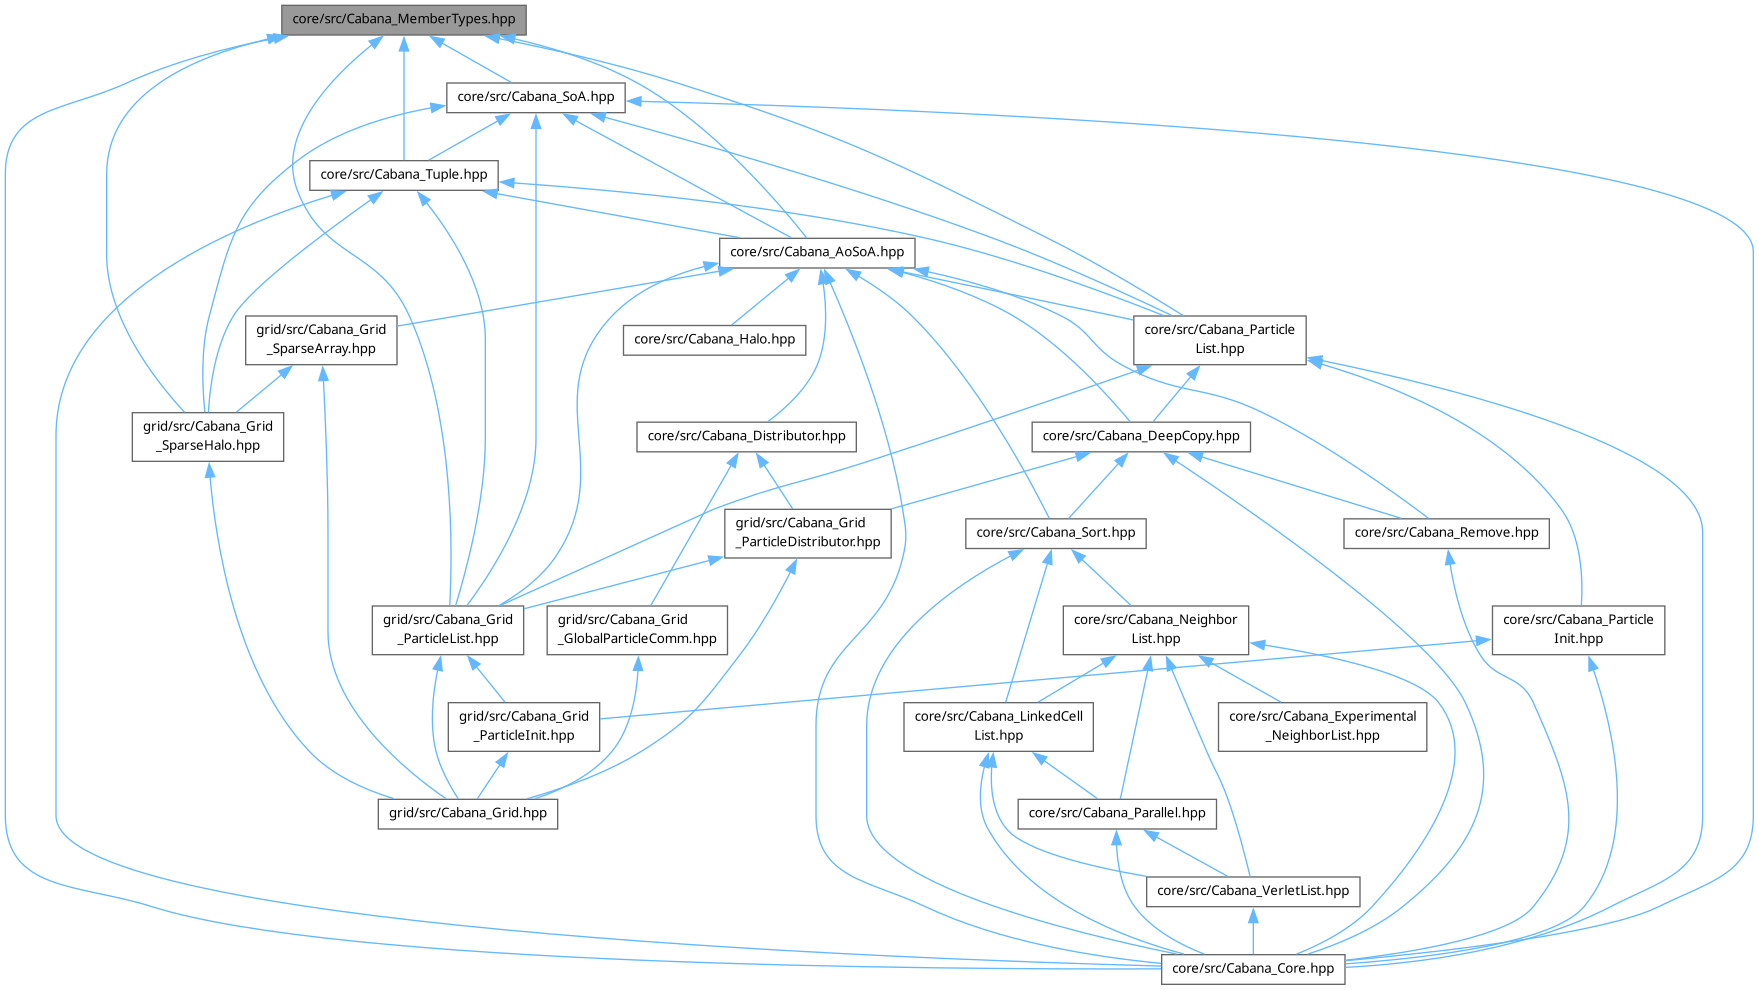 core/src/Cabana_MemberTypes.hpp
core/src/Cabana_SoA.hpp
core/src/Cabana_Tuple.hpp
core/src/Cabana_AoSoA.hpp
grid/src/Cabana_Grid
_SparseArray.hpp
core/src/Cabana_Halo.hpp
core/src/Cabana_Particle
List.hpp
grid/src/Cabana_Grid
_SparseHalo.hpp
core/src/Cabana_Distributor.hpp
core/src/Cabana_DeepCopy.hpp
grid/src/Cabana_Grid
_ParticleDistributor.hpp
core/src/Cabana_Sort.hpp
core/src/Cabana_Remove.hpp
grid/src/Cabana_Grid
_ParticleList.hpp
grid/src/Cabana_Grid
_GlobalParticleComm.hpp
core/src/Cabana_Neighbor
List.hpp
core/src/Cabana_Particle
Init.hpp
grid/src/Cabana_Grid
_ParticleInit.hpp
core/src/Cabana_LinkedCell
List.hpp
core/src/Cabana_Experimental
_NeighborList.hpp
grid/src/Cabana_Grid.hpp
core/src/Cabana_Parallel.hpp
core/src/Cabana_VerletList.hpp
core/src/Cabana_Core.hpp